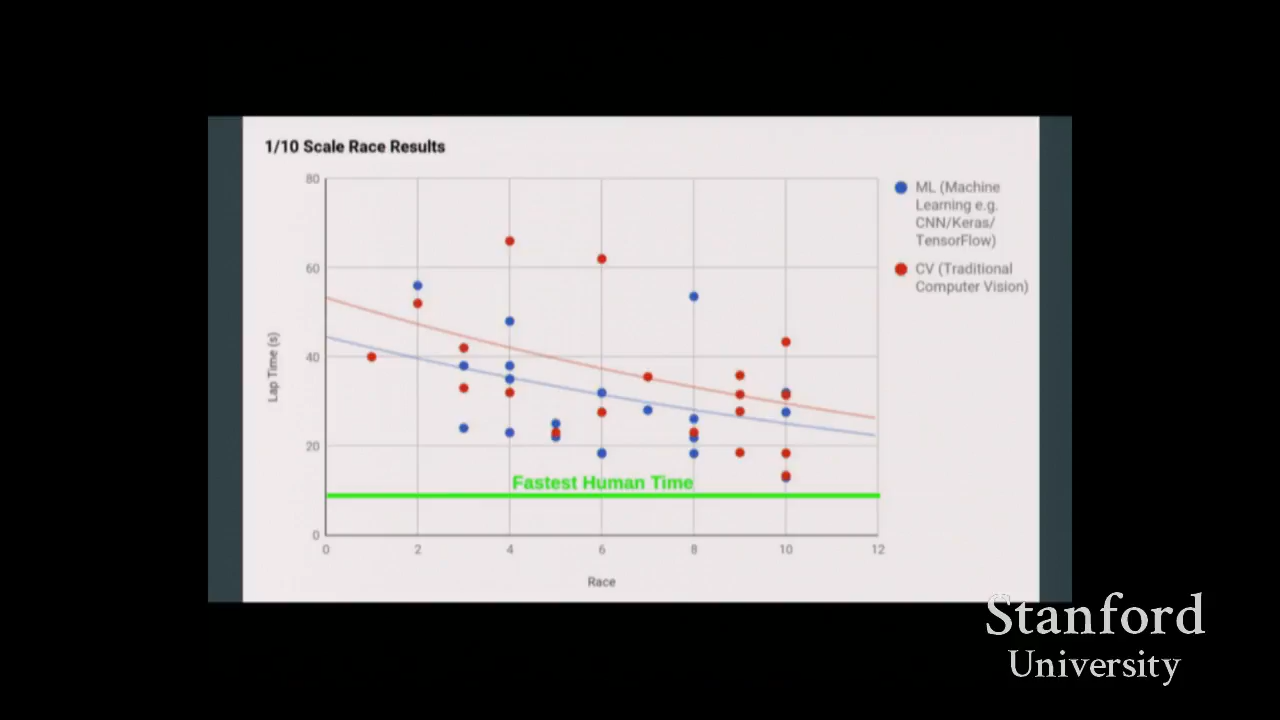 1/10 Scale Race Results
80
60
40
20
0
Lap Time (s)
Fastest Human Time
0
2
4
6
8
10
12
Race
ML (Machine
Learning e.g.
CNN/Keras/
TensorFlow)
CV (Traditional
Computer Vision)
Stanford
University